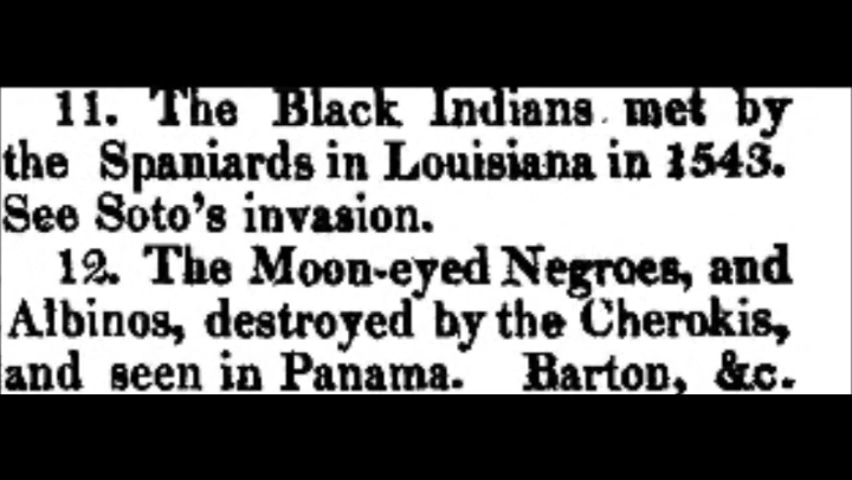 11. The Black Indians met by
the Spaniards in Louisiana in 1543.
See Soto's invasion.
12. The Moon-eyed Negroes, and
Albinos, destroyed by the Cherokis,
and seen in Panama. Barton, &c.